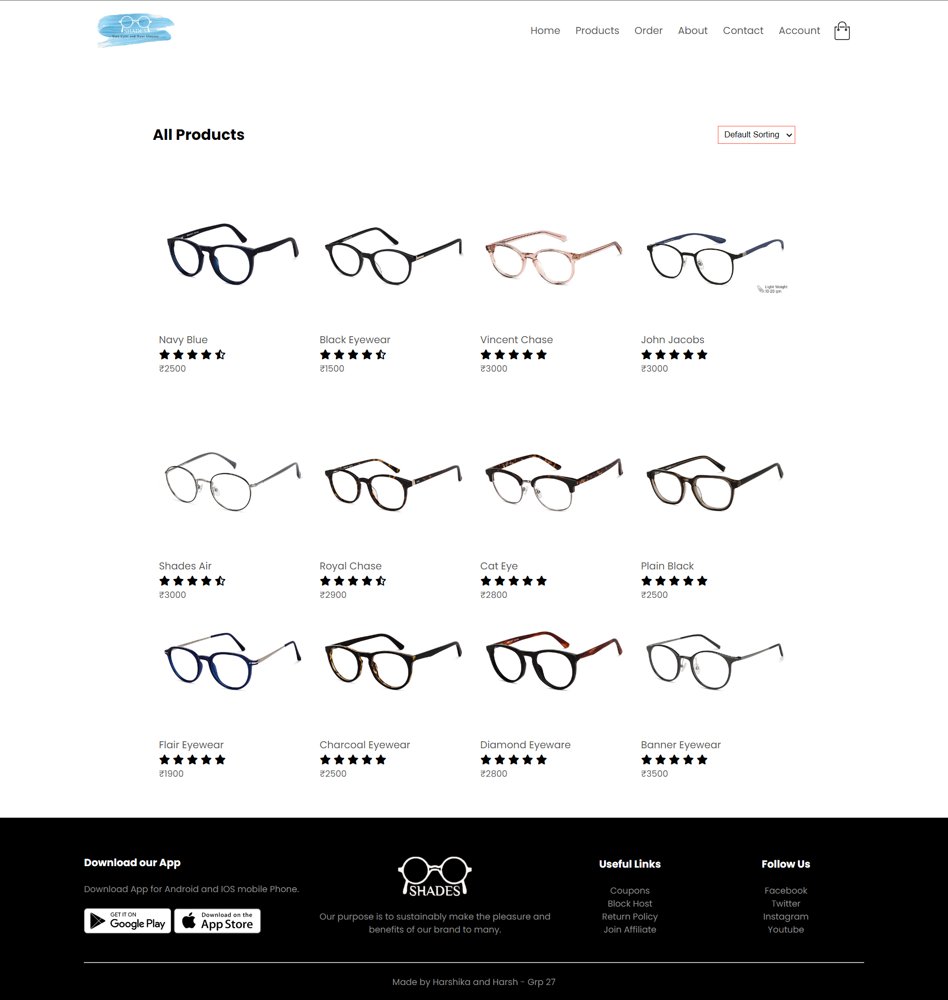 SHADES
Stay Calm and Wear Glasses
Home Products Order About Contact Account
All Products
Default Sorting
Light Weight
10-20 gm
Navy Blue
₹2500
Black Eyewear
₹1500
Vincent Chase
₹3000
John Jacobs
₹3000
Shades Air
₹3000
Royal Chase
₹2900
Cat Eye
₹2800
Plain Black
₹2500
Flair Eyewear
₹1900
Charcoal Eyewear
₹2500
Diamond Eyeware
₹2800
Banner Eyewear
₹3500
Download our App
Download App for Android and IOS mobile Phone.
GET IT ON
Google Play
Download on the
App Store
SHADES
Our purpose is to sustainably make the pleasure and
benefits of our brand to many.
Useful Links
Coupons
Block Host
Return Policy
Join Affiliate
Follow Us
Facebook
Twitter
Instagram
Youtube
Made by Harshika and Harsh - Grp 27